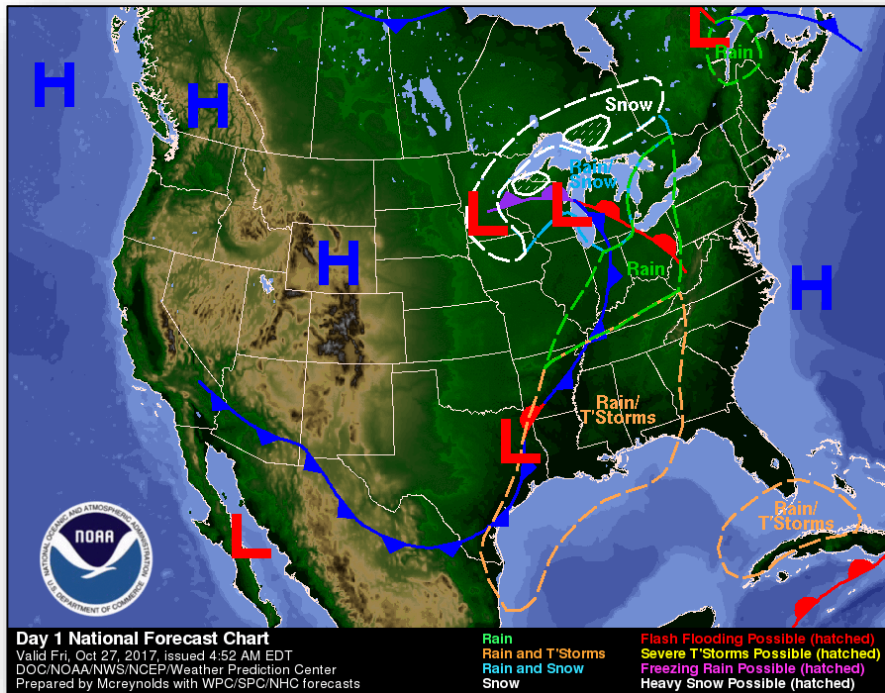 L
Rain
H
H
Snow
Rain/
Snow
L
L
H
Rain
H
Rain/
T'Storms
L
Rain/
T'Storms
L
NATIONAL OCEANIC AND ATMOSPHERIC ADMINISTRATION
NOAA
U.S. DEPARTMENT OF COMMERCE
Day 1 National Forecast Chart
Valid Fri, Oct 27, 2017, issued 4:52 AM EDT
DOC/NOAA/NWS/NCEP/Weather Prediction Center
Prepared by Mcreynolds with WPC/SPC/NHC forecasts
Rain
Rain and T'Storms
Rain and Snow
Snow
Flash Flooding Possible (hatched)
Severe T'Storms Possible (hatched)
Freezing Rain Possible (hatched)
Heavy Snow Possible (hatched)